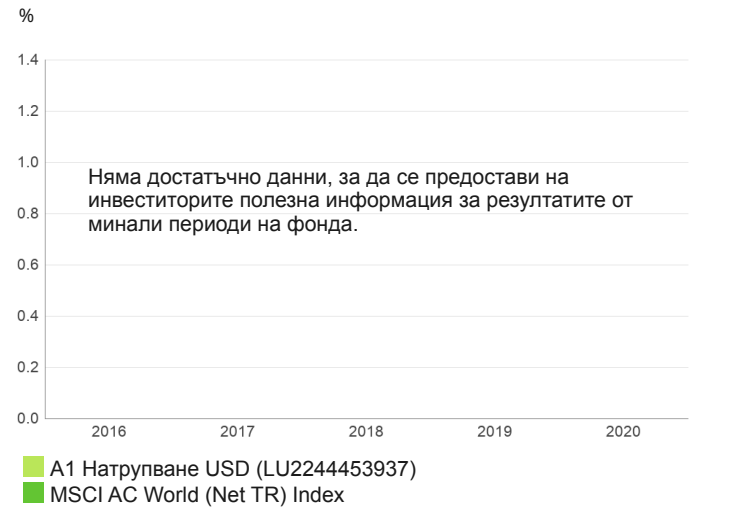 %
1.4
1.2
1.0
Няма достатъчно данни, за да се предостави на
инвеститорите полезна информация за резултатите от
минали периоди на фонда.
0.8
0.6
0.4
0.2
0.0
2016 2017 2018 2019 2020
A1 Натрупване USD (LU2244453937)
MSCI AC World (Net TR) Index